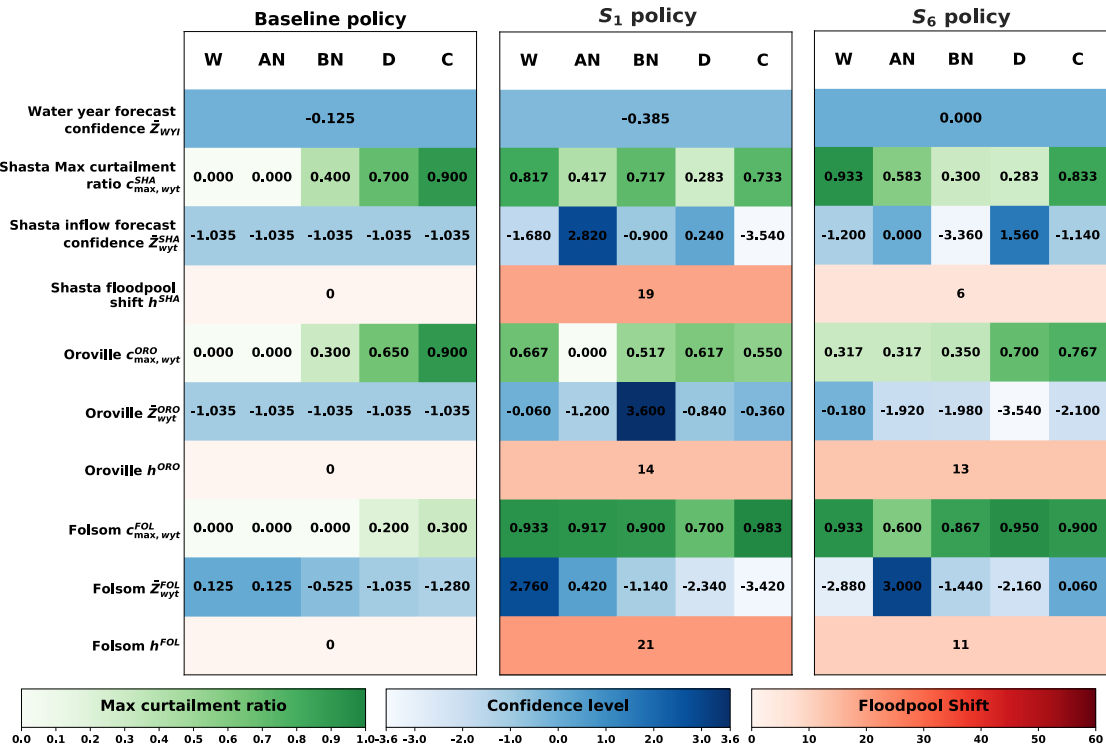 Baseline policy
S₁ policy
S₆ policy
W AN BN D C
W AN BN D C
W AN BN D C
Water year forecast
confidence z̄_WYI
-0.125
-0.385
0.000
Shasta Max curtailment
ratio c^SHA_max, wyt
0.000 0.000 0.400 0.700 0.900
0.817 0.417 0.717 0.283 0.733
0.933 0.583 0.300 0.283 0.833
Shasta inflow forecast
confidence z̄^SHA_wyt
-1.035 -1.035 -1.035 -1.035 -1.035
-1.680 2.820 -0.900 0.240 -3.540
-1.200 0.000 -3.360 1.560 -1.140
Shasta floodpool
shift h^SHA
0
19
6
Oroville c^ORO_max, wyt
0.000 0.000 0.300 0.650 0.900
0.667 0.000 0.517 0.617 0.550
0.317 0.317 0.350 0.700 0.767
Oroville z̄^ORO_wyt
-1.035 -1.035 -1.035 -1.035 -1.035
-0.060 -1.200 3.600 -0.840 -0.360
-0.180 -1.920 -1.980 -3.540 -2.100
Oroville h^ORO
0
14
13
Folsom c^FOL_max, wyt
0.000 0.000 0.000 0.200 0.300
0.933 0.917 0.900 0.700 0.983
0.933 0.600 0.867 0.950 0.900
Folsom z̄^FOL_wyt
0.125 0.125 -0.525 -1.035 -1.280
2.760 0.420 -1.140 -2.340 -3.420
-2.880 3.000 -1.440 -2.160 0.060
Folsom h^FOL
0
21
11
Max curtailment ratio
0.0 0.1 0.2 0.3 0.4 0.5 0.6 0.7 0.8 0.9 1.0
Confidence level
-3.6 -3.0 -2.0 -1.0 0.0 1.0 2.0 3.0 3.6
Floodpool Shift
0 10 20 30 40 50 60